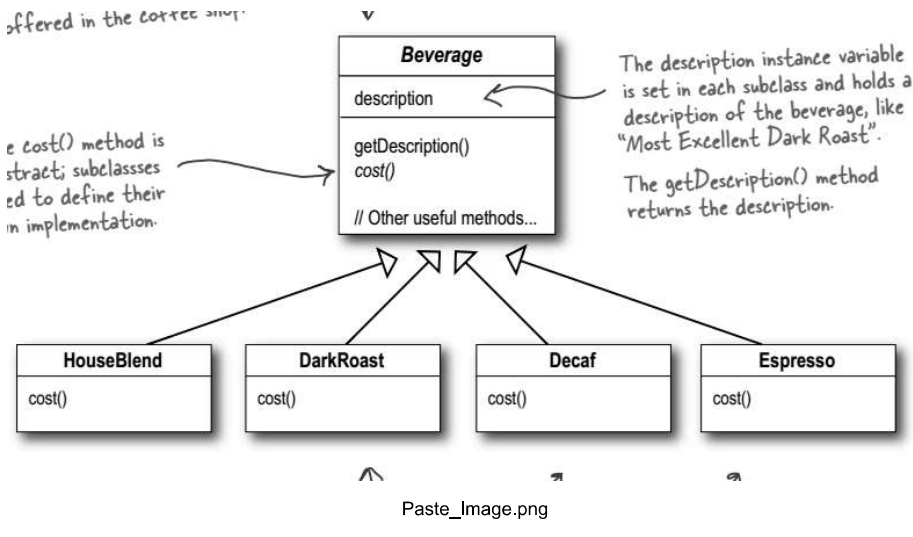 offered in the coffee shop.
Beverage
description
getDescription()
cost()
// Other useful methods...
The description instance variable
is set in each subclass and holds a
description of the beverage, like
"Most Excellent Dark Roast".
The getDescription() method
returns the description.
e cost() method is
stract; subclassses
ed to define their
n implementation.
HouseBlend
cost()
DarkRoast
cost()
Decaf
cost()
Espresso
cost()
Paste_Image.png